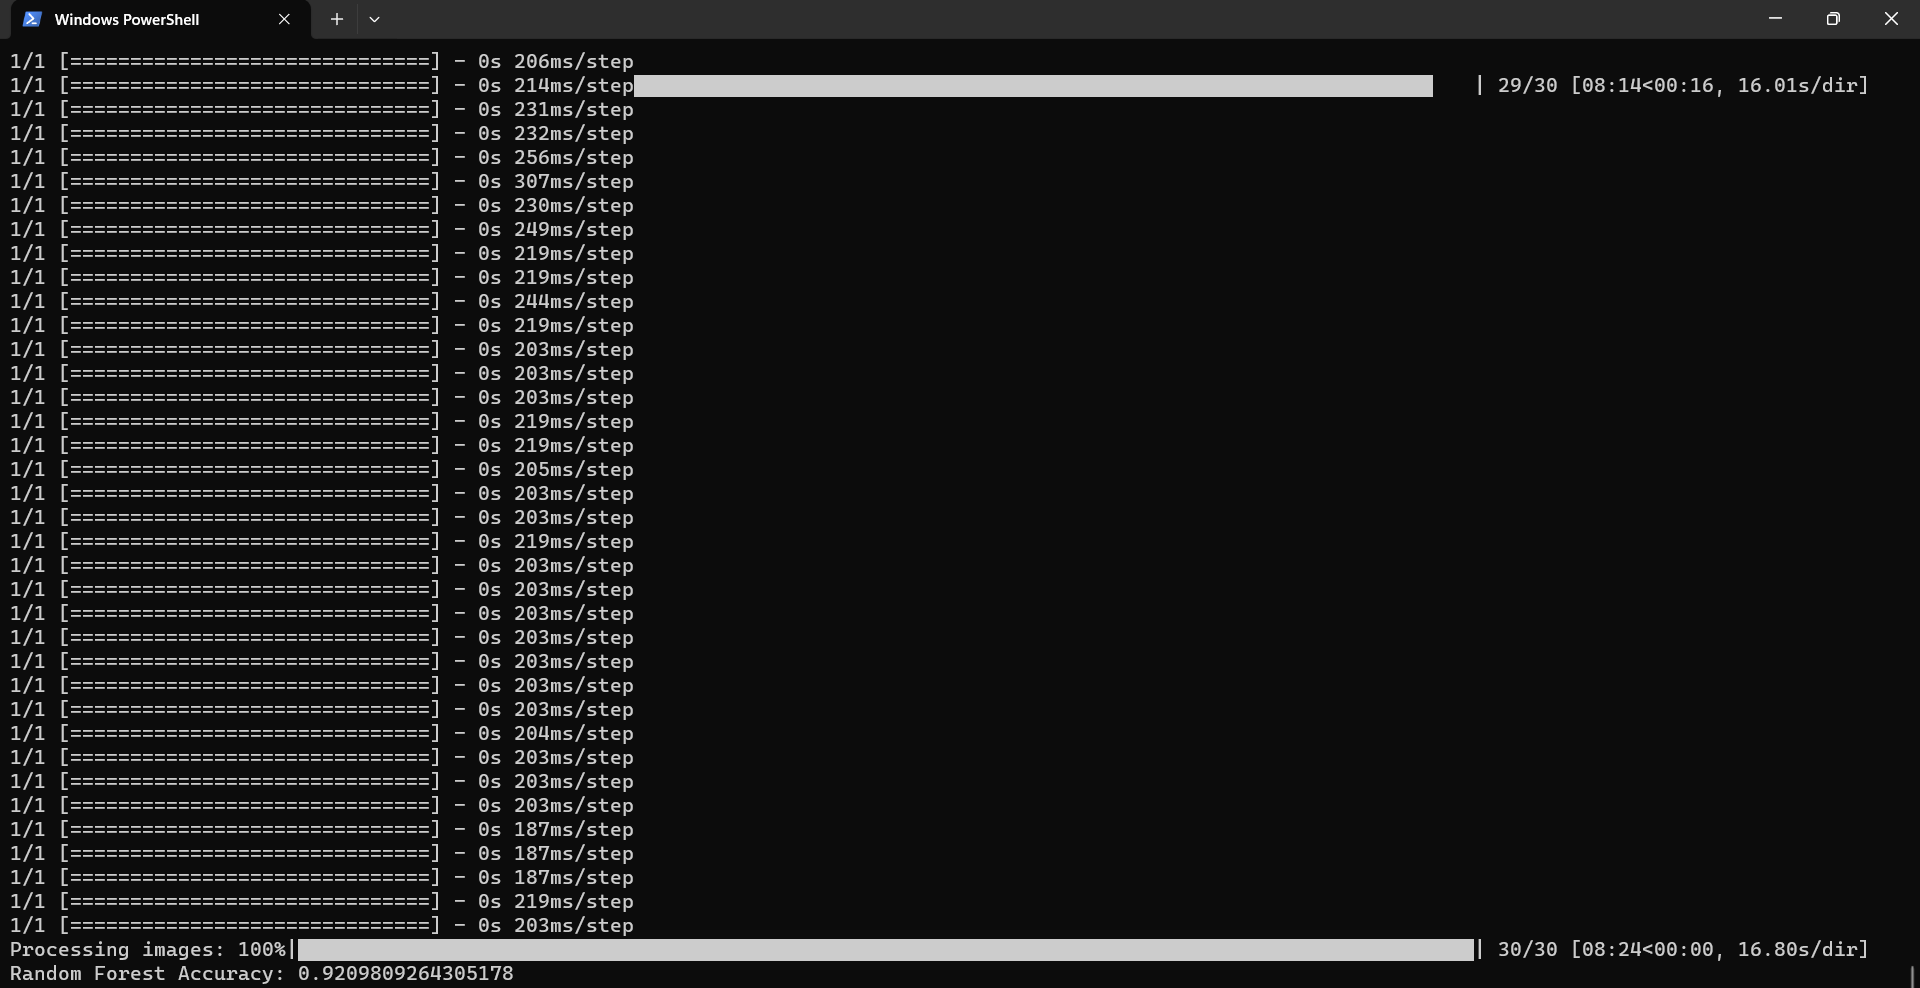 Windows PowerShell
1/1 [==============================] - 0s 206ms/step
1/1 [==============================] - 0s 214ms/step | 29/30 [08:14<00:16, 16.01s/dir]
1/1 [==============================] - 0s 231ms/step
1/1 [==============================] - 0s 232ms/step
1/1 [==============================] - 0s 256ms/step
1/1 [==============================] - 0s 307ms/step
1/1 [==============================] - 0s 230ms/step
1/1 [==============================] - 0s 249ms/step
1/1 [==============================] - 0s 219ms/step
1/1 [==============================] - 0s 219ms/step
1/1 [==============================] - 0s 244ms/step
1/1 [==============================] - 0s 219ms/step
1/1 [==============================] - 0s 203ms/step
1/1 [==============================] - 0s 203ms/step
1/1 [==============================] - 0s 203ms/step
1/1 [==============================] - 0s 219ms/step
1/1 [==============================] - 0s 219ms/step
1/1 [==============================] - 0s 205ms/step
1/1 [==============================] - 0s 203ms/step
1/1 [==============================] - 0s 203ms/step
1/1 [==============================] - 0s 219ms/step
1/1 [==============================] - 0s 203ms/step
1/1 [==============================] - 0s 203ms/step
1/1 [==============================] - 0s 203ms/step
1/1 [==============================] - 0s 203ms/step
1/1 [==============================] - 0s 203ms/step
1/1 [==============================] - 0s 203ms/step
1/1 [==============================] - 0s 203ms/step
1/1 [==============================] - 0s 204ms/step
1/1 [==============================] - 0s 203ms/step
1/1 [==============================] - 0s 203ms/step
1/1 [==============================] - 0s 203ms/step
1/1 [==============================] - 0s 187ms/step
1/1 [==============================] - 0s 187ms/step
1/1 [==============================] - 0s 187ms/step
1/1 [==============================] - 0s 219ms/step
1/1 [==============================] - 0s 203ms/step
Processing images: 100%| | 30/30 [08:24<00:00, 16.80s/dir]
Random Forest Accuracy: 0.9209809264305178